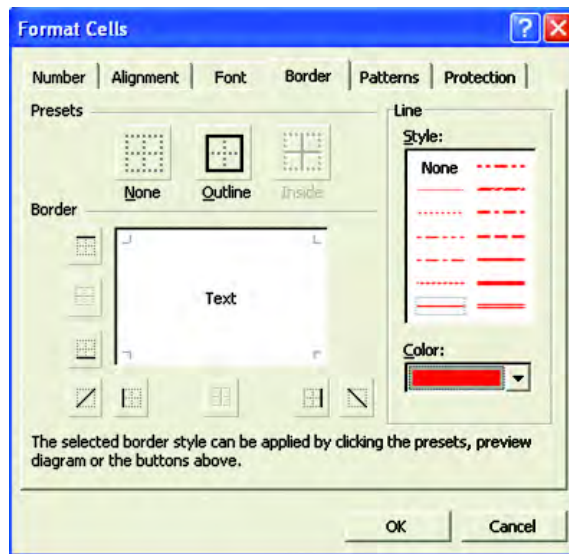 Format Cells
Number Alignment Font Border Patterns Protection
Presets
None Outline Inside
Border
Text
Line
Style:
None
Color:
The selected border style can be applied by clicking the presets, preview
diagram or the buttons above.
OK Cancel